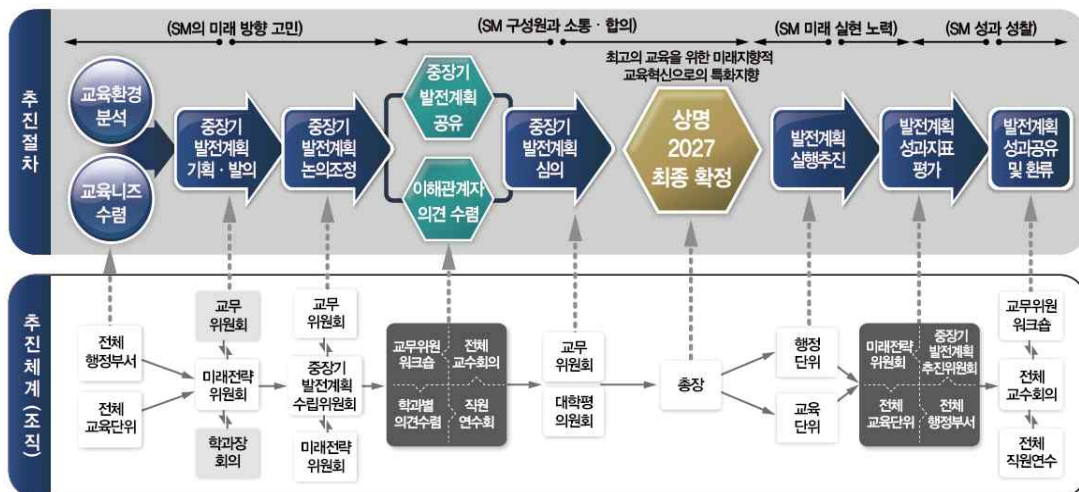 추진절차
(SM의 미래 방향 고민)
(SM 구성원과 소통 · 합의)
(SM 미래 실현 노력)
(SM 성과 성찰)
교육환경
분석
교육니즈
수렴
중장기
발전계획
기획 · 발의
중장기
발전계획
논의조정
중장기
발전계획
공유
이해관계자
의견 수렴
중장기
발전계획
심의
최고의 교육을 위한 미래지향적
교육혁신으로의 특화지향
상명
2027
최종 확정
발전계획
실행추진
발전계획
성과지표
평가
발전계획
성과공유
및 환류
추진체계(조직)
전체
행정부서
전체
교육단위
교무
위원회
미래전략
위원회
학과장
회의
교무
위원회
중장기
발전계획
수립위원회
미래전략
위원회
교무위원
워크숍
전체
교수회의
학과별
의견수렴
직원
연수회
교무
위원회
대학평
의원회
총장
행정
단위
교육
단위
미래전략
위원회
중장기
발전계획
추진위원회
전체
교육단위
전체
행정부서
교무위원
워크숍
전체
교수회의
전체
직원연수